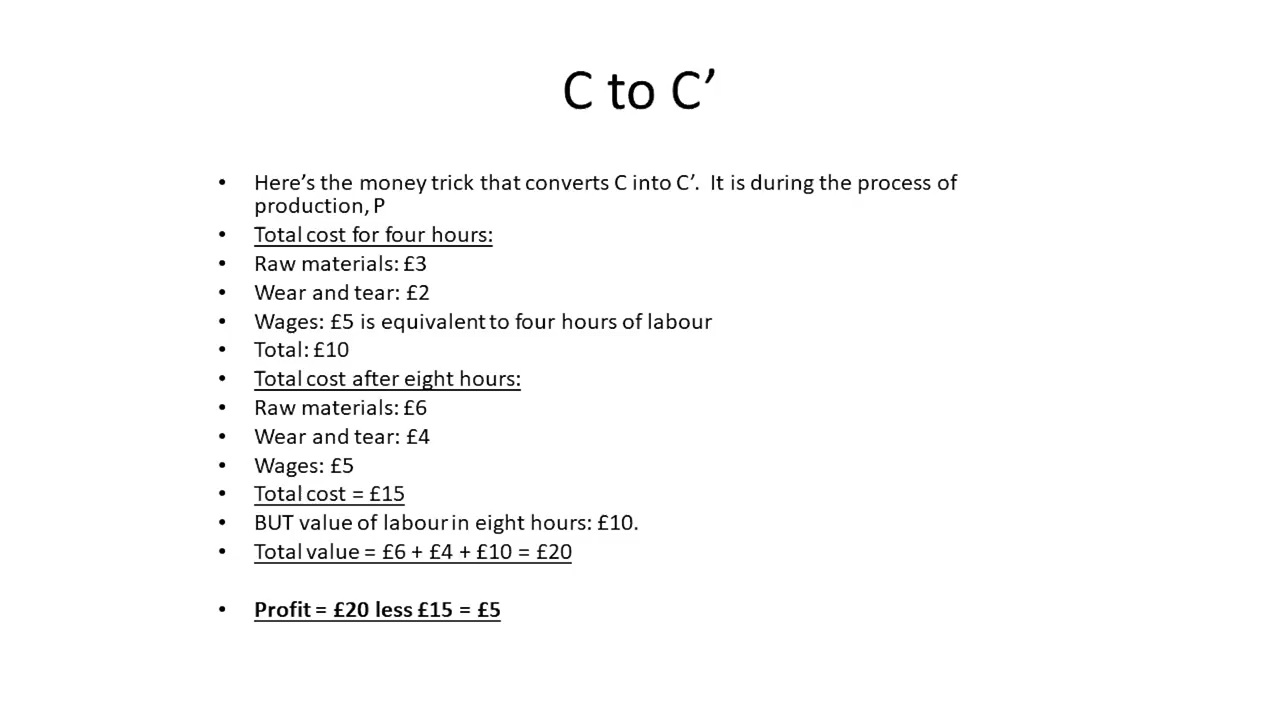 C to C’
• Here’s the money trick that converts C into C’. It is during the process of
production, P
• Total cost for four hours:
• Raw materials: £3
• Wear and tear: £2
• Wages: £5 is equivalent to four hours of labour
• Total: £10
• Total cost after eight hours:
• Raw materials: £6
• Wear and tear: £4
• Wages: £5
• Total cost = £15
• BUT value of labour in eight hours: £10.
• Total value = £6 + £4 + £10 = £20
• Profit = £20 less £15 = £5